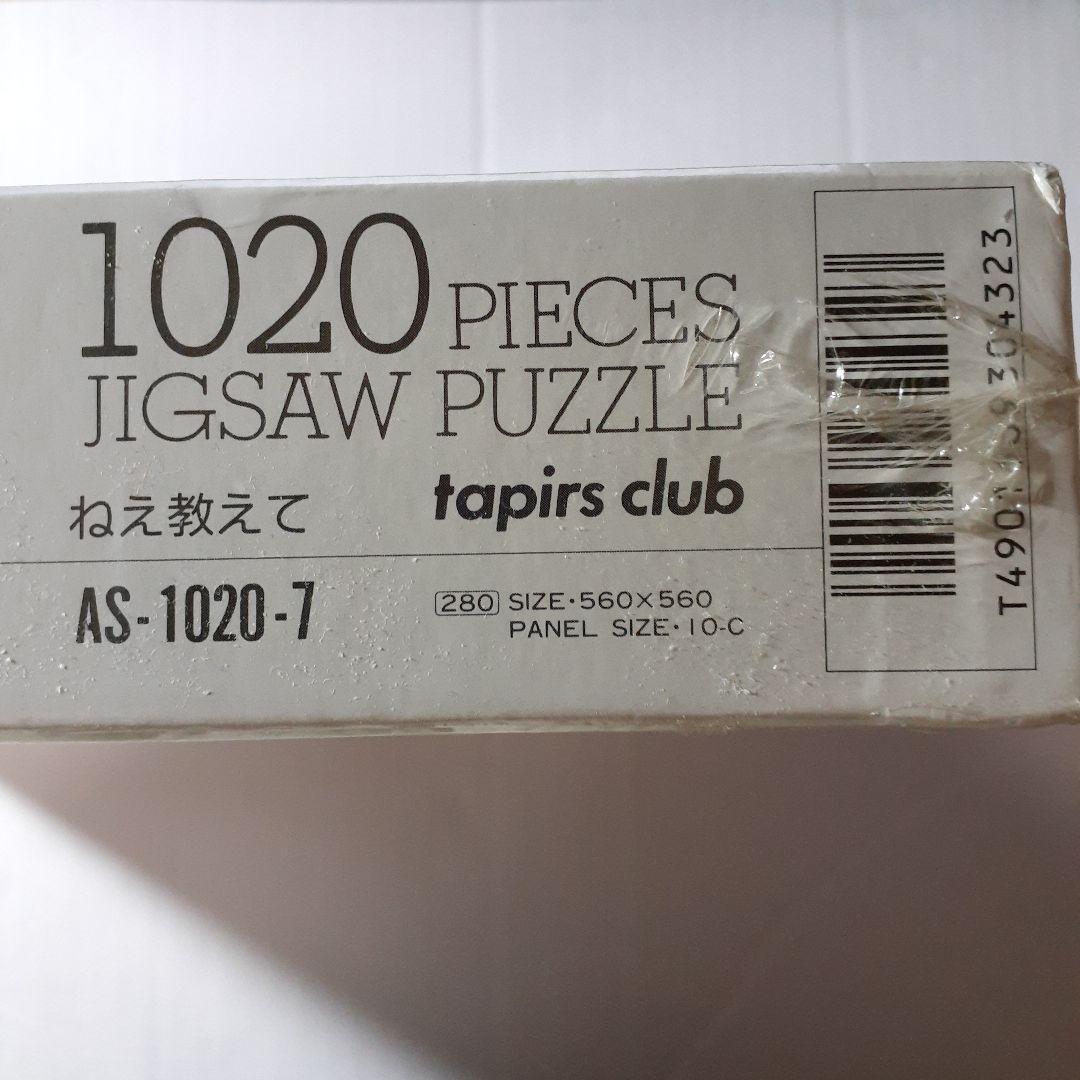 1020 PIECES
JIGSAW PUZZLE
ねえ教えて
tapirs club
AS-1020-7
280 SIZE・560×560
PANEL SIZE・10-C